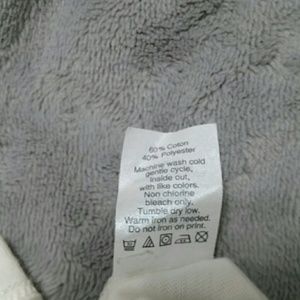 60% Cotton
40% Polyester
Machine wash cold
gentle cycle,
Inside out,
with like colors.
Non chlorine
bleach only.
Tumble dry low.
Warm iron as needed.
Do not iron on print.